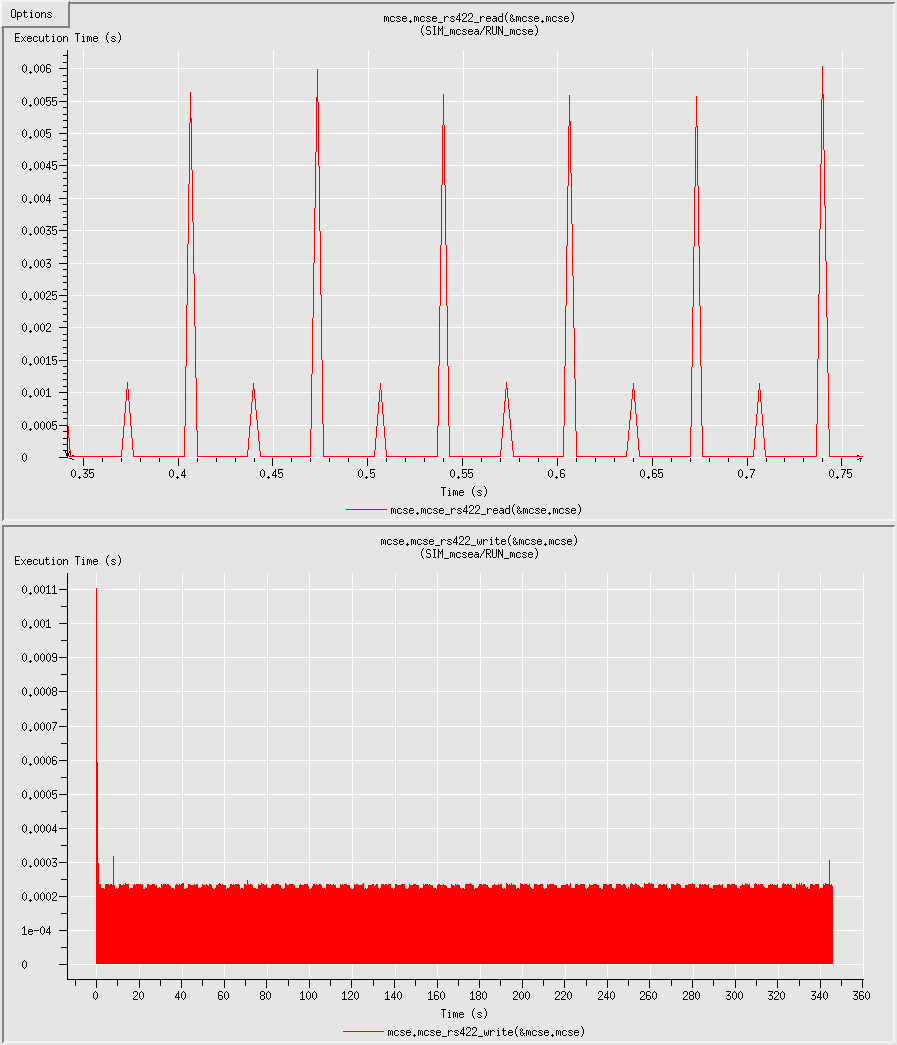 Options
mcse.mcse_rs422_read(&mcse.mcse)
(SIM_mcsea/RUN_mcse)
Execution Time (s)
0.006
0.0055
0.005
0.0045
0.004
0.0035
0.003
0.0025
0.002
0.0015
0.001
0.0005
0
0.35 0.4 0.45 0.5 0.55 0.6 0.65 0.7 0.75
Time (s)
mcse.mcse_rs422_read(&mcse.mcse)
mcse.mcse_rs422_write(&mcse.mcse)
(SIM_mcsea/RUN_mcse)
Execution Time (s)
0.0011
0.001
0.0009
0.0008
0.0007
0.0006
0.0005
0.0004
0.0003
0.0002
1e-04
0
0 20 40 60 80 100 120 140 160 180 200 220 240 260 280 300 320 340 360
Time (s)
mcse.mcse_rs422_write(&mcse.mcse)